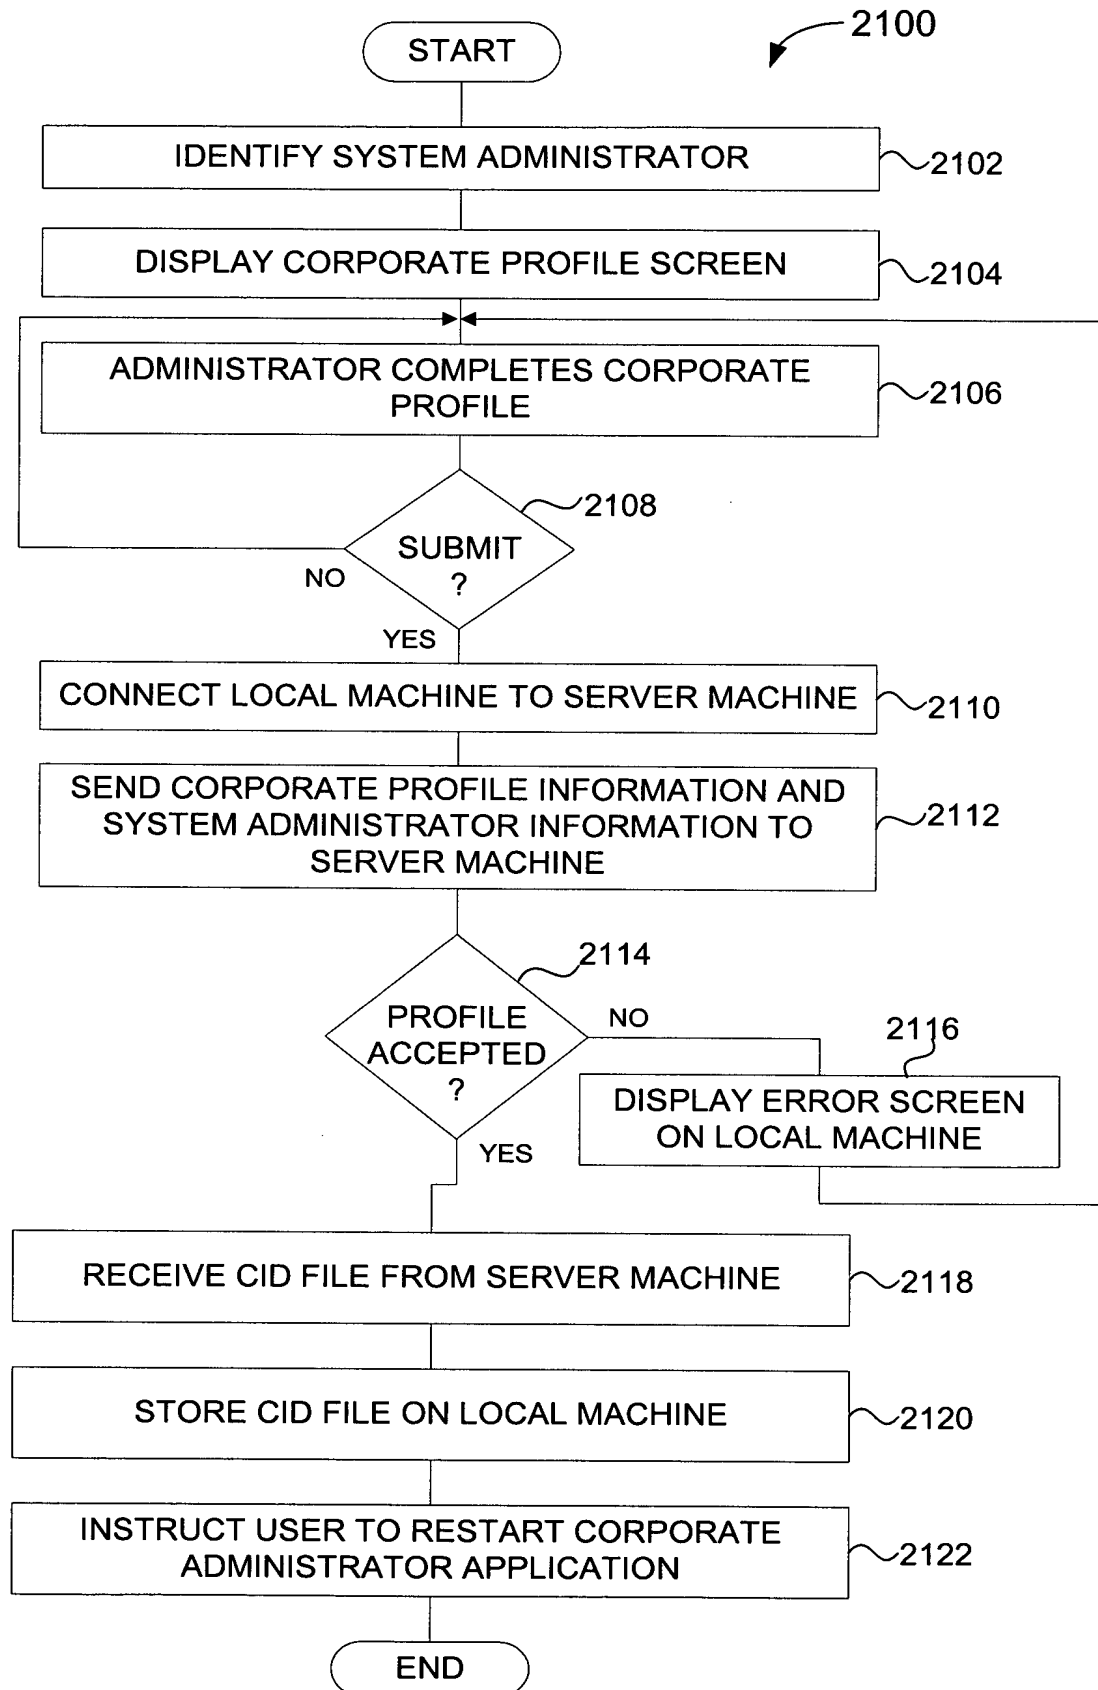 2100
START
IDENTIFY SYSTEM ADMINISTRATOR
2102
DISPLAY CORPORATE PROFILE SCREEN
2104
ADMINISTRATOR COMPLETES CORPORATE
PROFILE
2106
2108
SUBMIT
?
NO
YES
CONNECT LOCAL MACHINE TO SERVER MACHINE
2110
SEND CORPORATE PROFILE INFORMATION AND
SYSTEM ADMINISTRATOR INFORMATION TO
SERVER MACHINE
2112
2114
PROFILE
ACCEPTED
?
NO
YES
2116
DISPLAY ERROR SCREEN
ON LOCAL MACHINE
RECEIVE CID FILE FROM SERVER MACHINE
2118
STORE CID FILE ON LOCAL MACHINE
2120
INSTRUCT USER TO RESTART CORPORATE
ADMINISTRATOR APPLICATION
2122
END